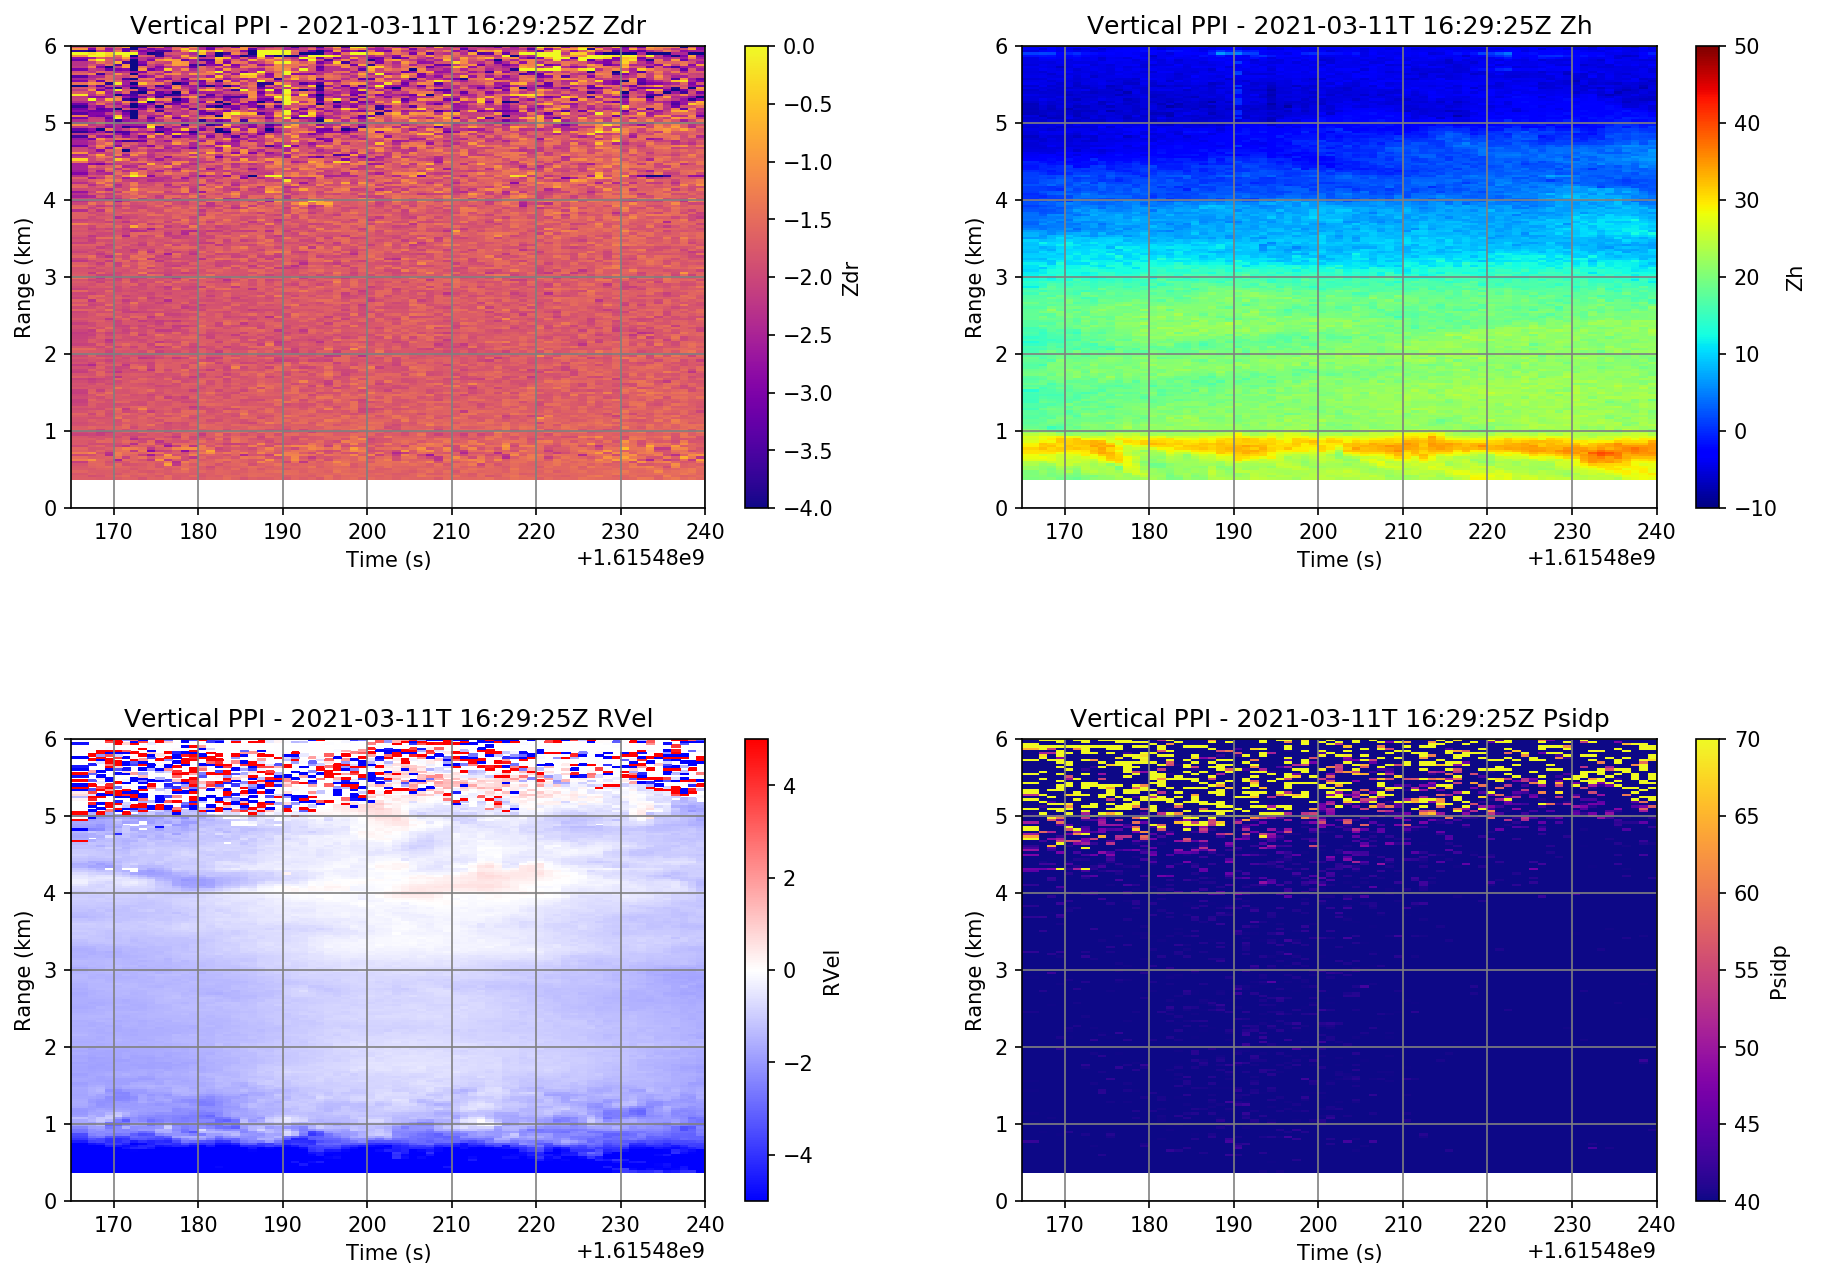 Vertical PPI - 2021-03-11T 16:29:25Z Zdr
6
5
4
3
2
1
0
Range (km)
170 180 190 200 210 220 230 240
Time (s)
+1.61548e9
0.0
−0.5
−1.0
−1.5
−2.0
−2.5
−3.0
−3.5
−4.0
Zdr
Vertical PPI - 2021-03-11T 16:29:25Z Zh
6
5
4
3
2
1
0
Range (km)
170 180 190 200 210 220 230 240
Time (s)
+1.61548e9
50
40
30
20
10
0
−10
Zh
Vertical PPI - 2021-03-11T 16:29:25Z RVel
6
5
4
3
2
1
0
Range (km)
170 180 190 200 210 220 230 240
Time (s)
+1.61548e9
4
2
0
−2
−4
RVel
Vertical PPI - 2021-03-11T 16:29:25Z Psidp
6
5
4
3
2
1
0
Range (km)
170 180 190 200 210 220 230 240
Time (s)
+1.61548e9
70
65
60
55
50
45
40
Psidp